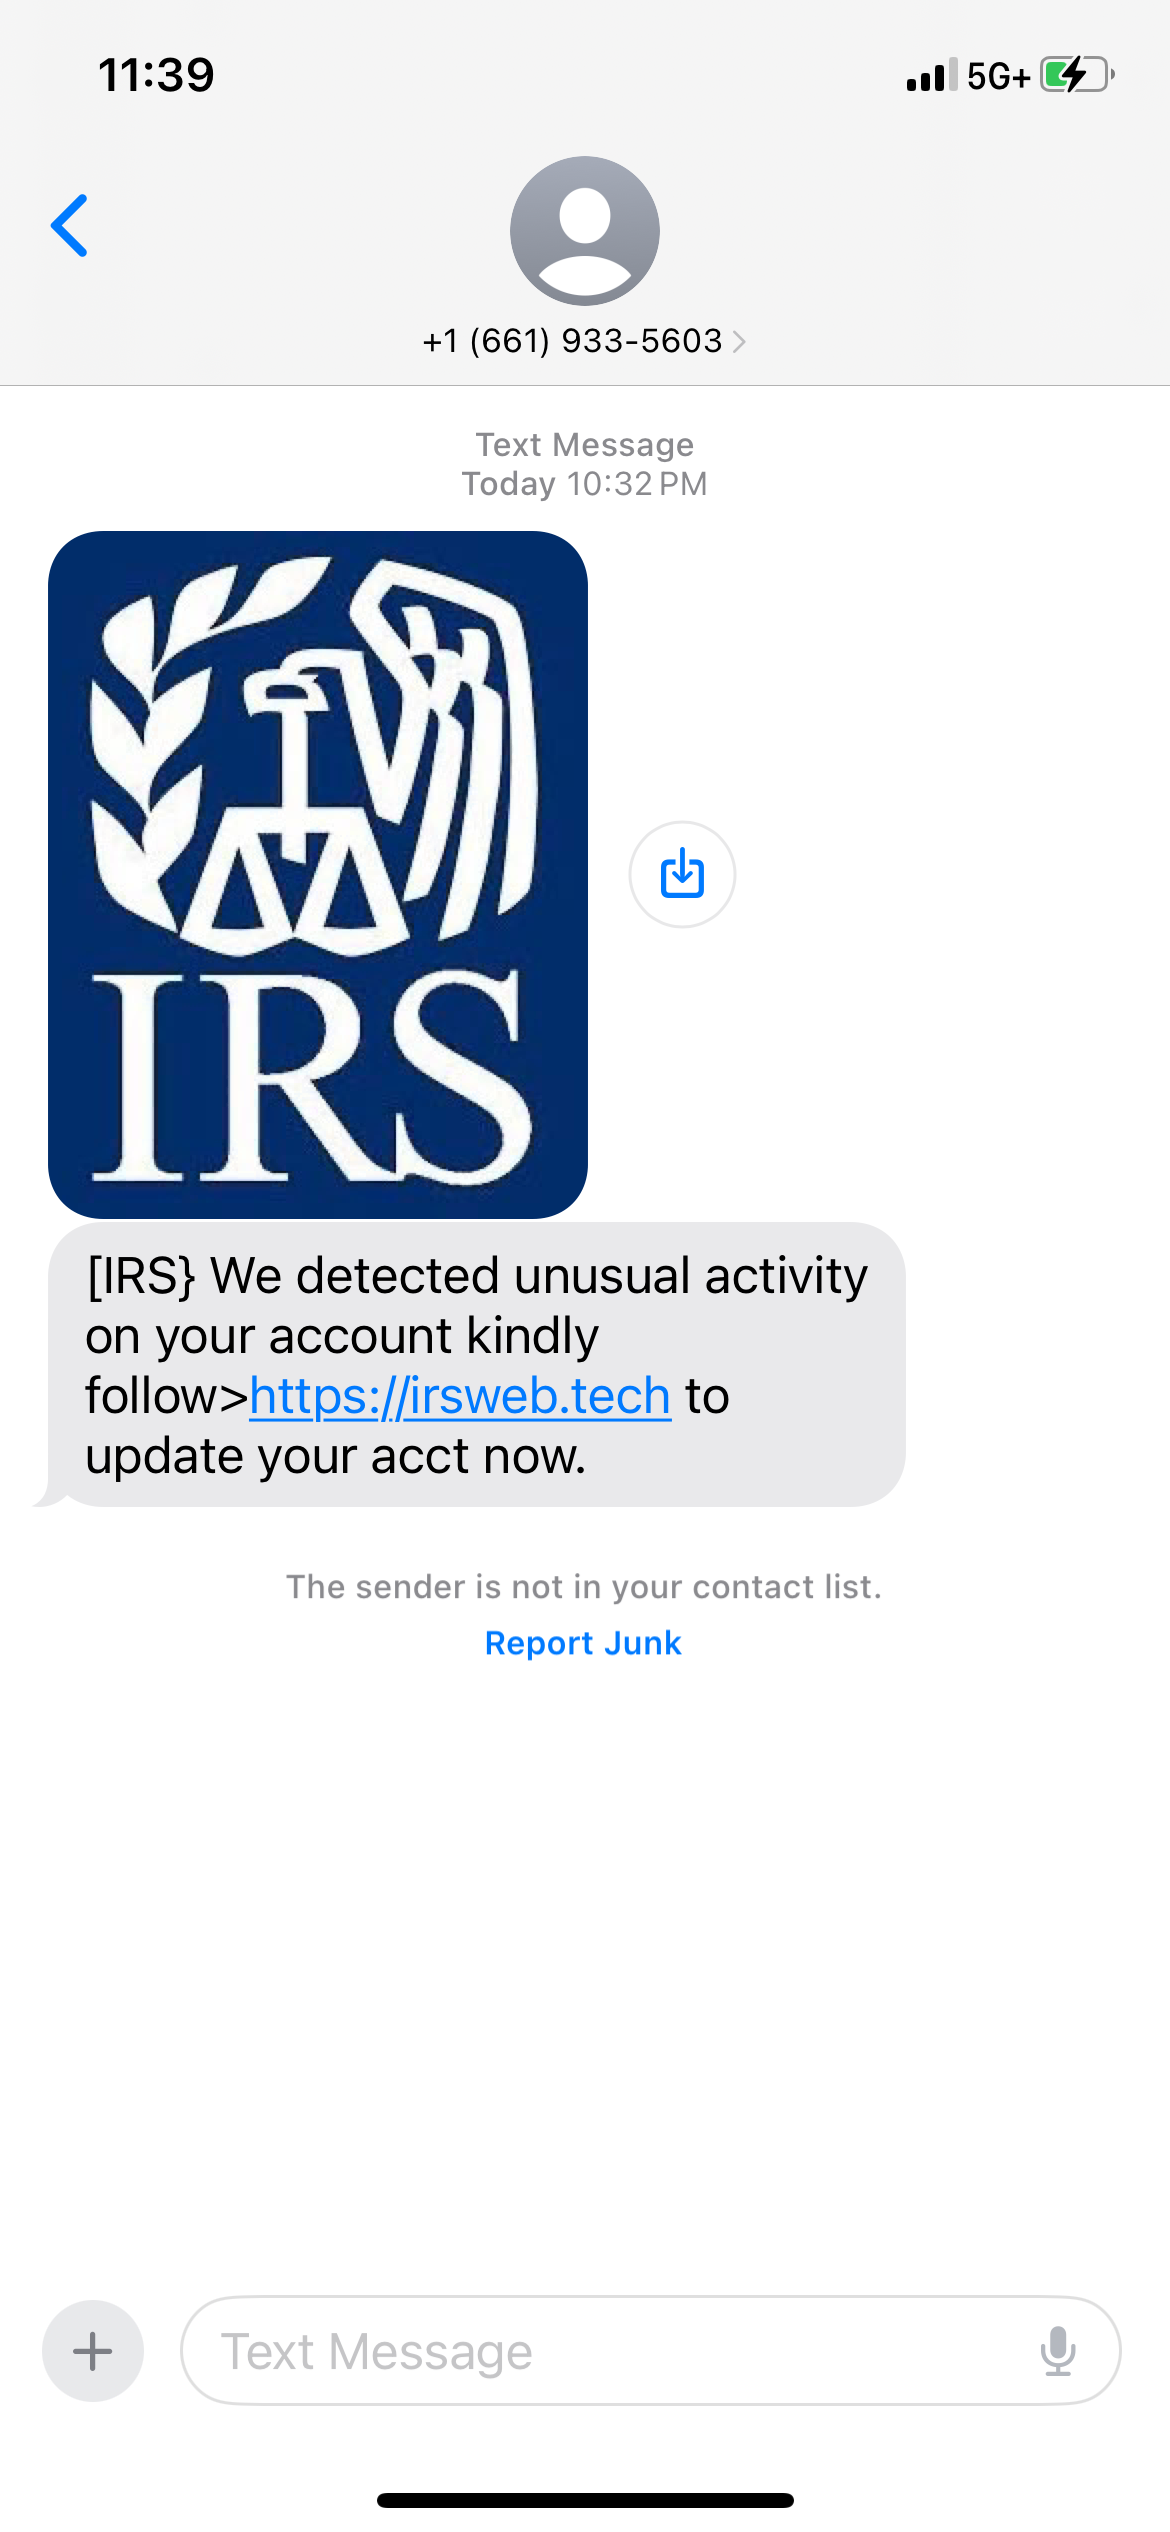 11:39
5G+
+1 (661) 933-5603
Text Message
Today 10:32 PM
IRS
[IRS} We detected unusual activity
on your account kindly
follow>https://irsweb.tech to
update your acct now.
The sender is not in your contact list.
Report Junk
Text Message